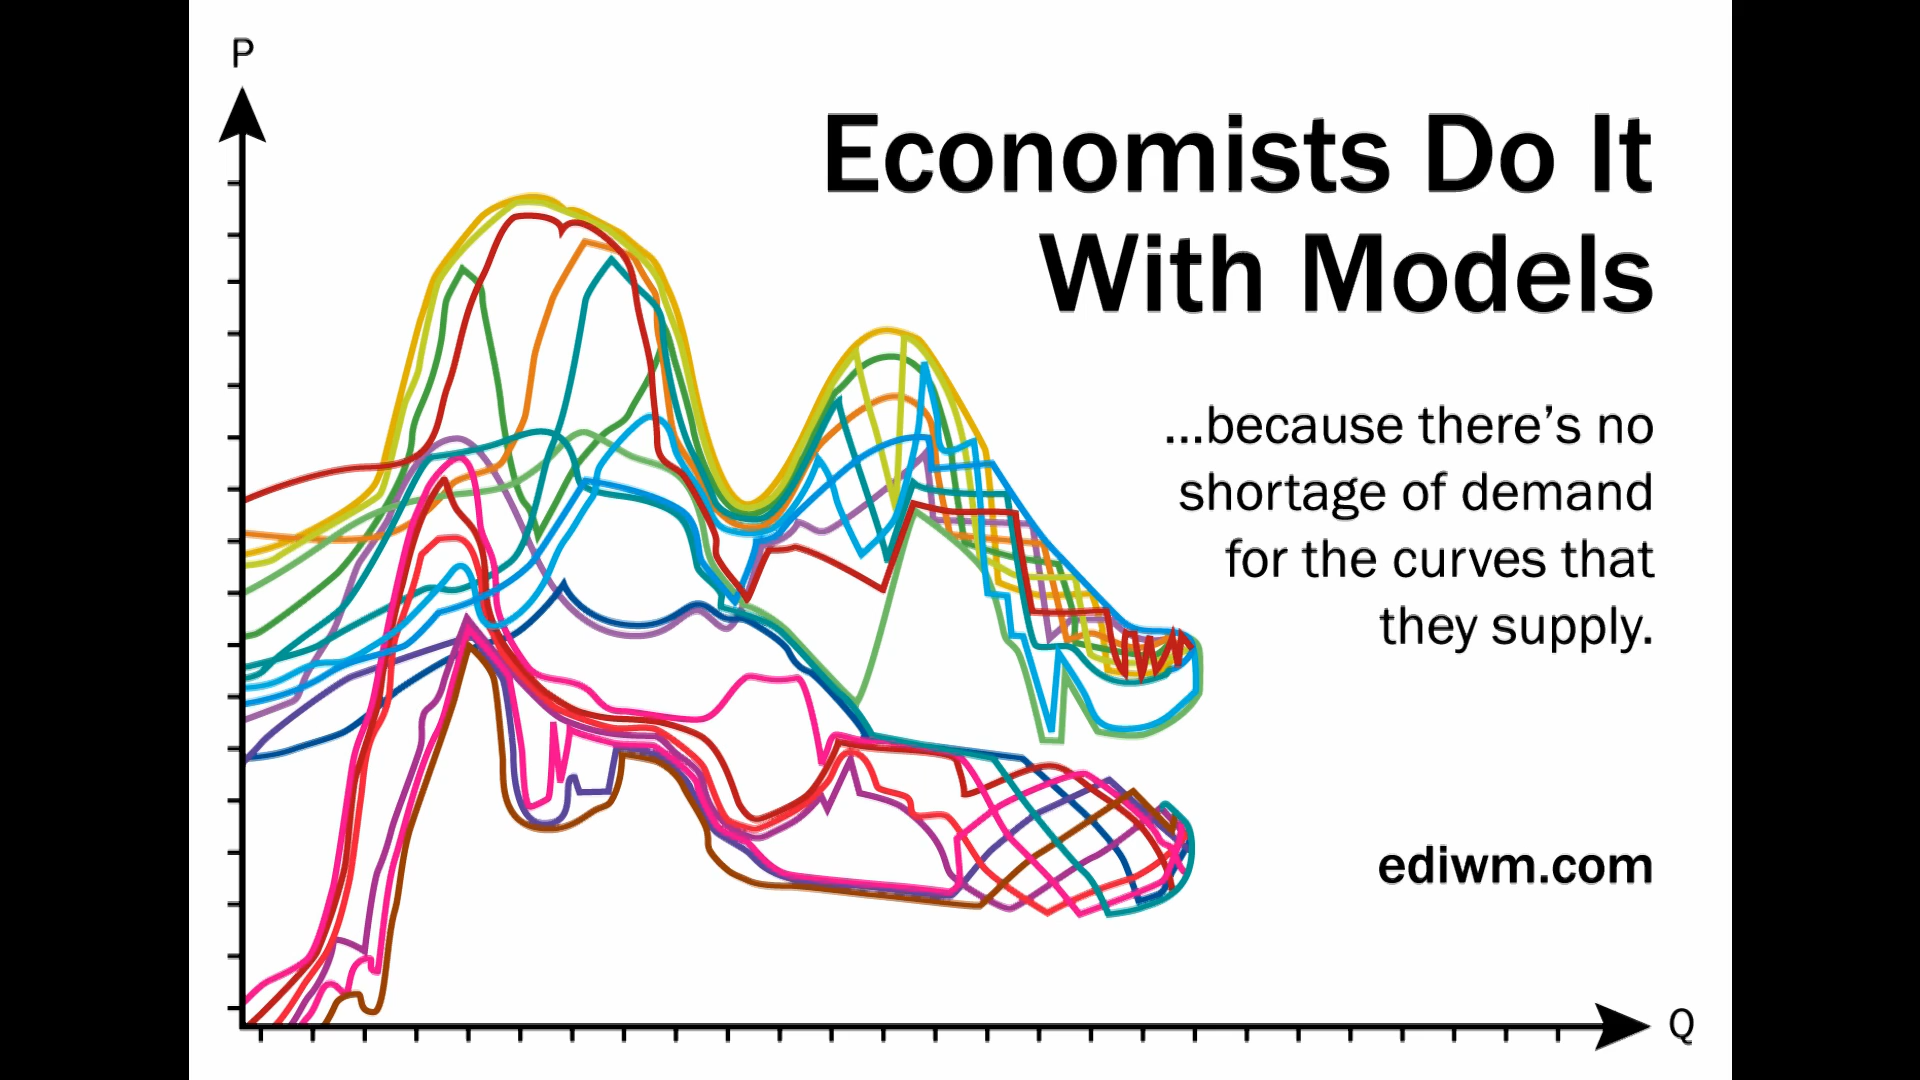 P
Economists Do It
With Models
...because there’s no
shortage of demand
for the curves that
they supply.
ediwm.com
Q